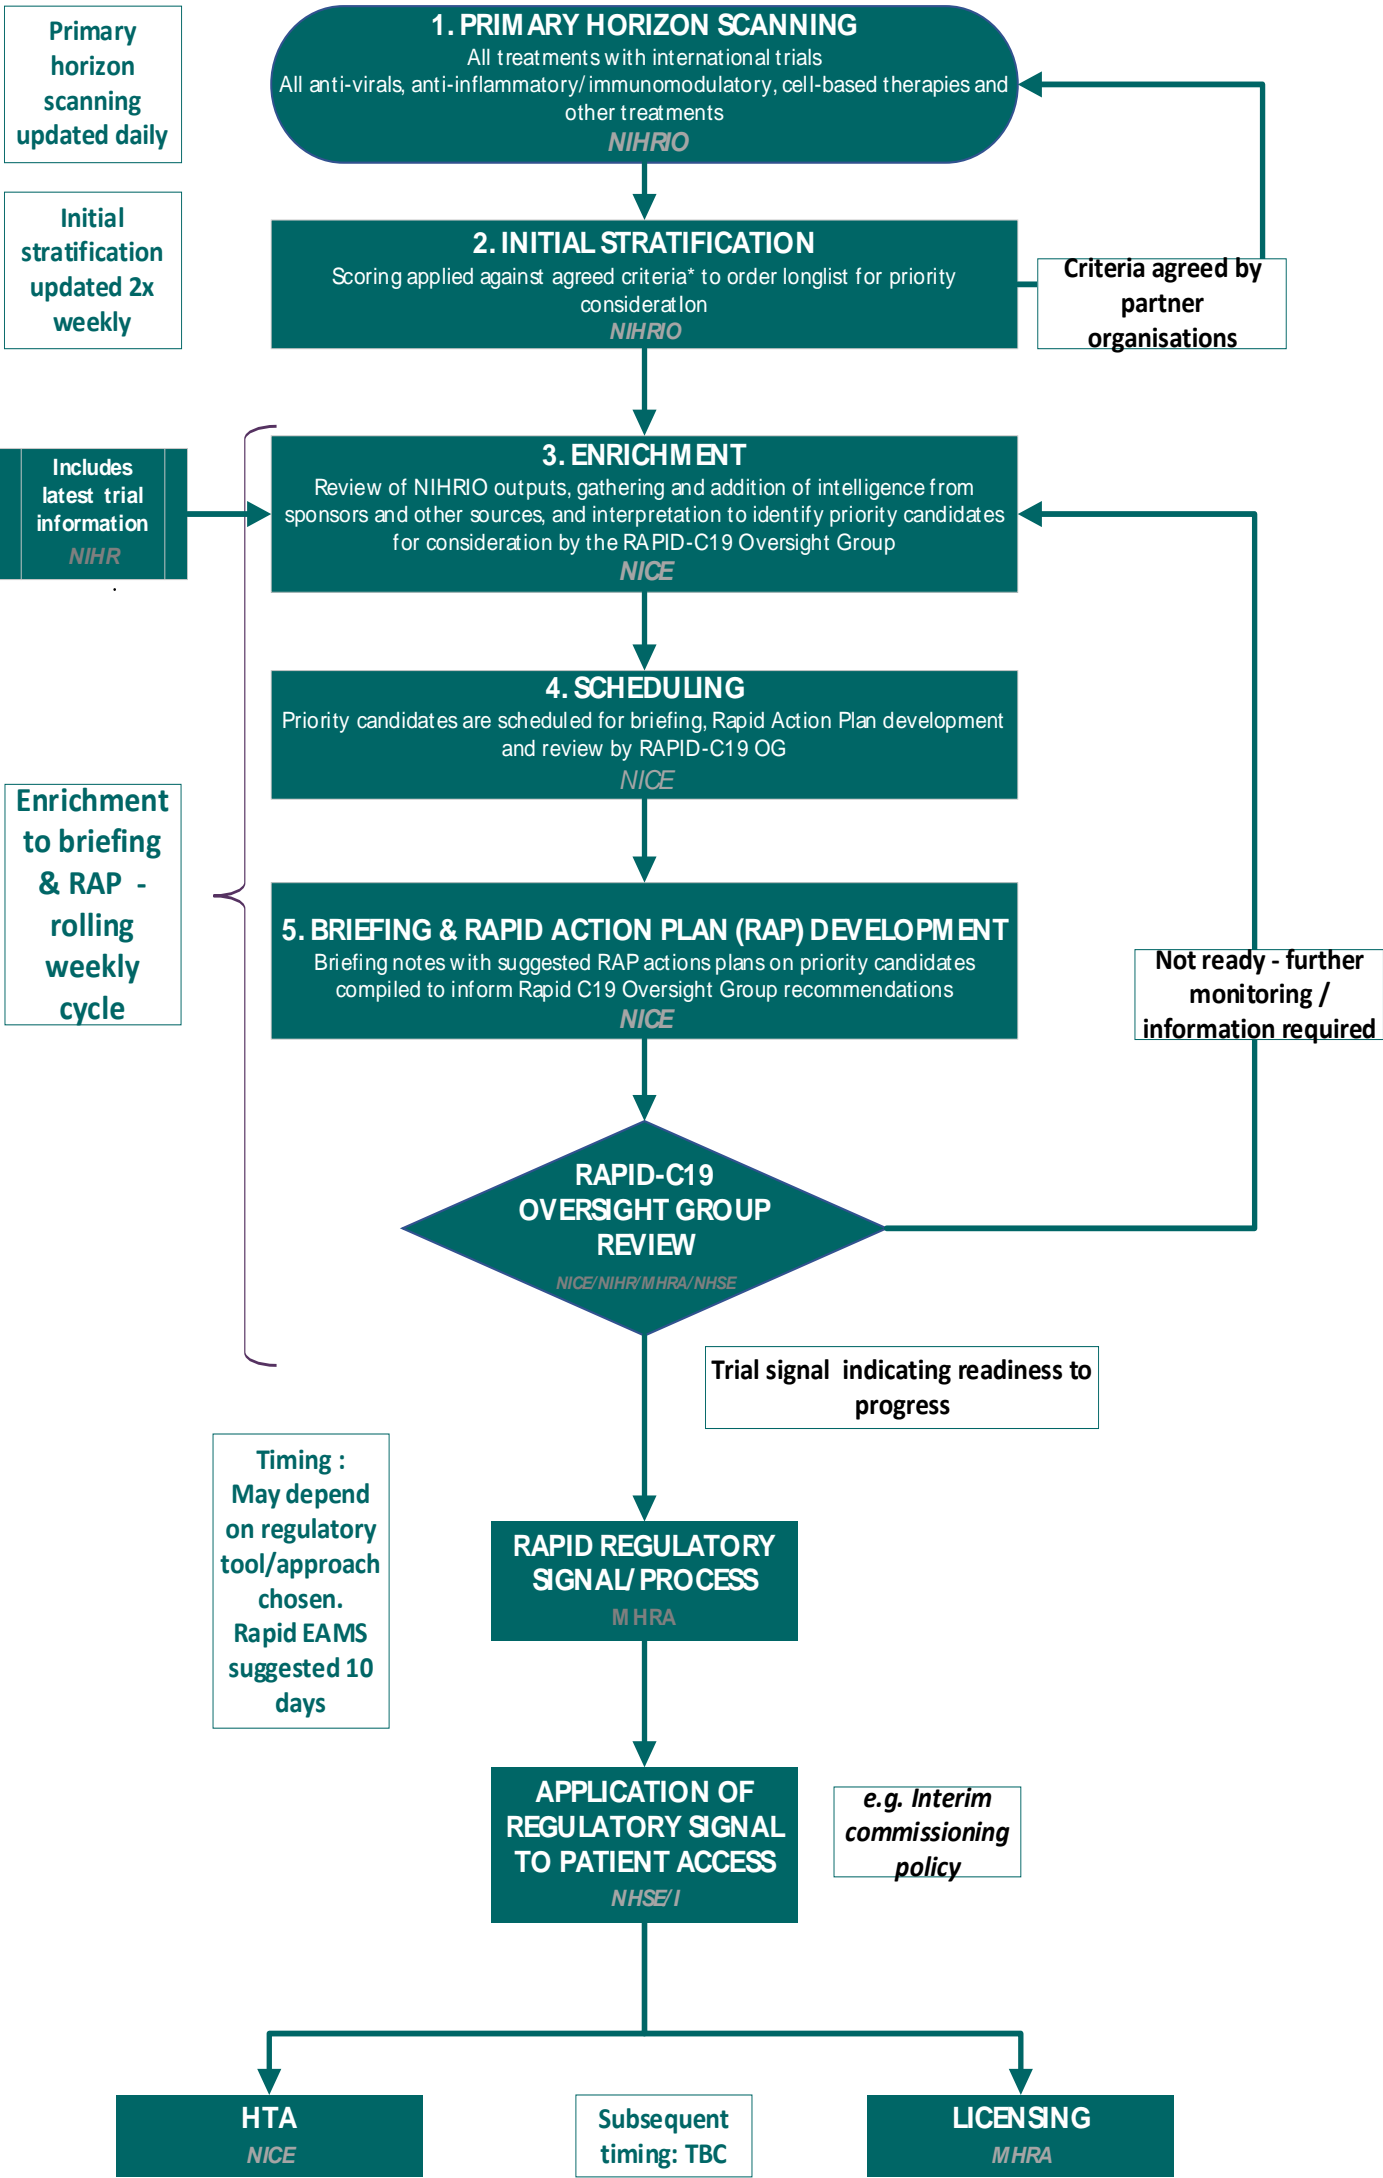 Primary
horizon
scanning
updated daily
1. PRIMARY HORIZON SCANNING
All treatments with international trials
All anti-virals, anti-inflammatory/immunomodulatory, cell-based therapies and
other treatments
NIHRIO
Initial
stratification
updated 2x
weekly
2. INITIAL STRATIFICATION
Scoring applied against agreed criteria* to order longlist for priority
consideration
NIHRIO
Criteria agreed by
partner
organisations
Includes
latest trial
information
NIHR
.
3. ENRICHMENT
Review of NIHRIO outputs, gathering and addition of intelligence from
sponsors and other sources, and interpretation to identify priority candidates
for consideration by the RAPID-C19 Oversight Group
NICE
4. SCHEDULING
Priority candidates are scheduled for briefing, Rapid Action Plan development
and review by RAPID-C19 OG
NICE
Enrichment
to briefing
& RAP -
rolling
weekly
cycle
5. BRIEFING & RAPID ACTION PLAN (RAP) DEVELOPMENT
Briefing notes with suggested RAP actions plans on priority candidates
compiled to inform Rapid C19 Oversight Group recommendations
NICE
Not ready - further
monitoring /
information required
RAPID-C19
OVERSIGHT GROUP
REVIEW
NICE/NIHR/MHRA/NHSE
Trial signal indicating readiness to
progress
Timing :
May depend
on regulatory
tool/approach
chosen.
Rapid EAMS
suggested 10
days
RAPID REGULATORY
SIGNAL/PROCESS
MHRA
APPLICATION OF
REGULATORY SIGNAL
TO PATIENT ACCESS
NHSE/I
e.g. Interim
commissioning
policy
HTA
NICE
Subsequent
timing: TBC
LICENSING
MHRA